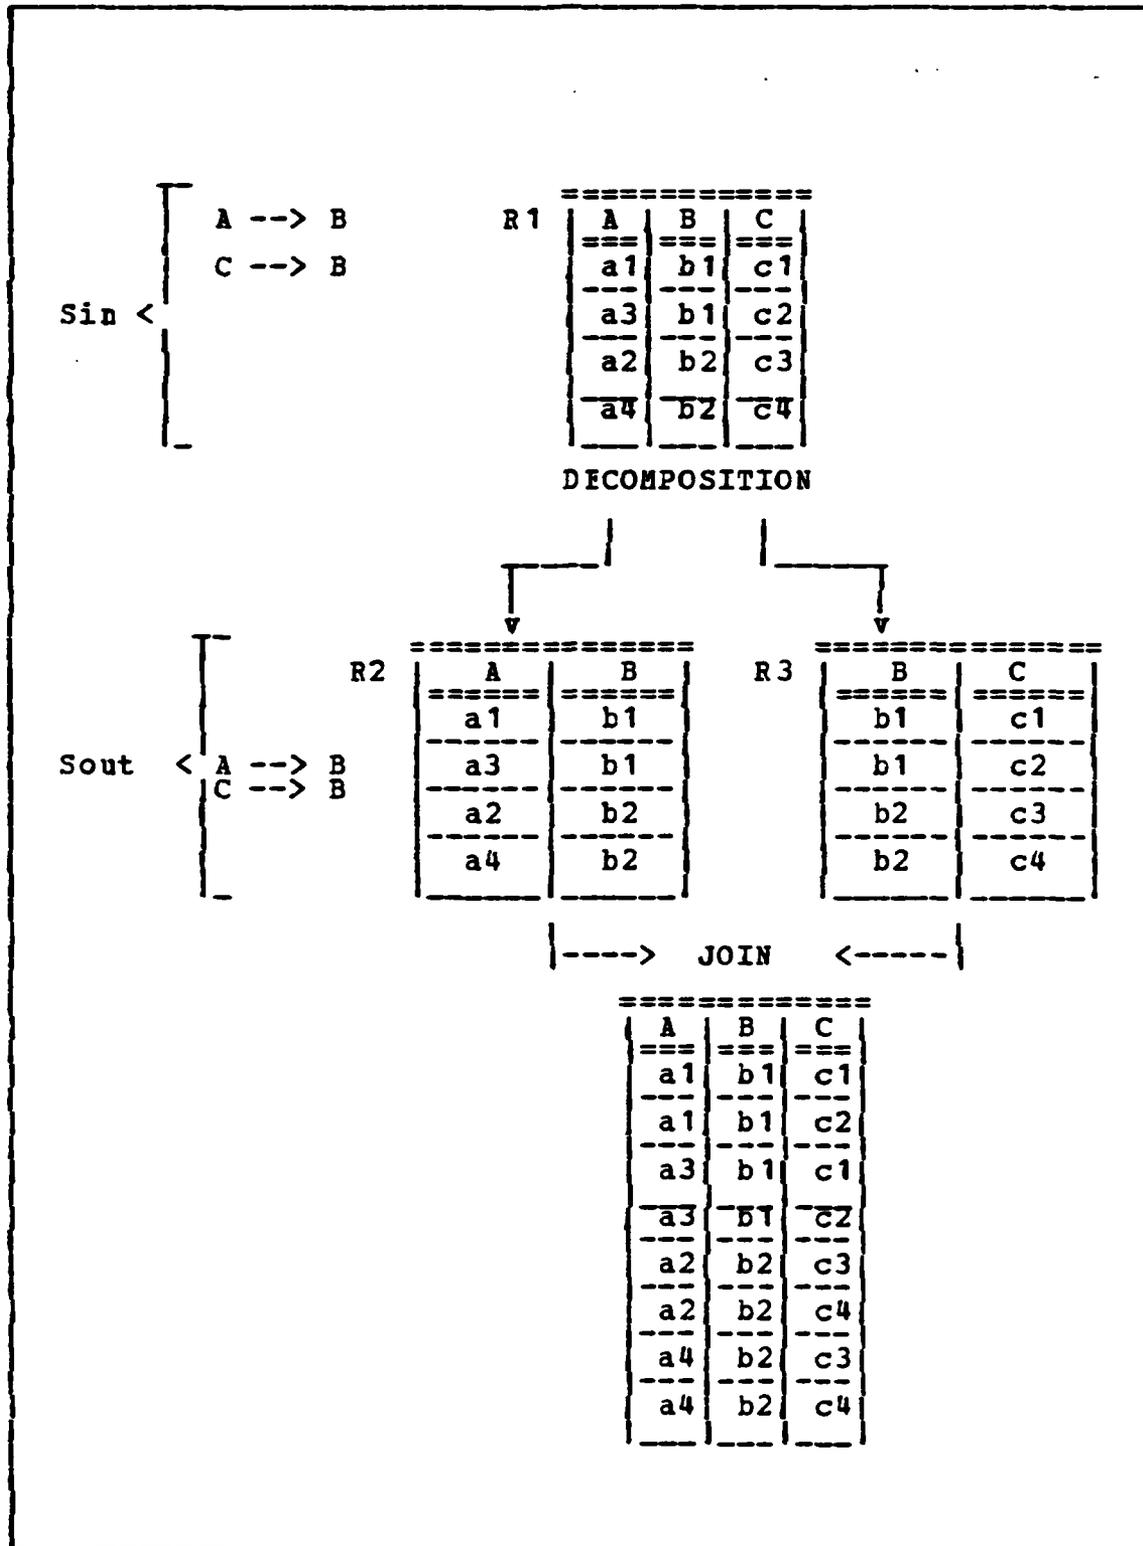 A --> B R1 A B C
C --> B a1 b1 c1
Sin < a3 b1 c2
a2 b2 c3
a4 b2 c4
DECOMPOSITION
R2 A B R3 B C
a1 b1 b1 c1
Sout < A --> B a3 b1 b1 c2
C --> B
a2 b2 b2 c3
a4 b2 b2 c4
----> JOIN <-----
A B C
a1 b1 c1
a1 b1 c2
a3 b1 c1
a3 b1 c2
a2 b2 c3
a2 b2 c4
a4 b2 c3
a4 b2 c4